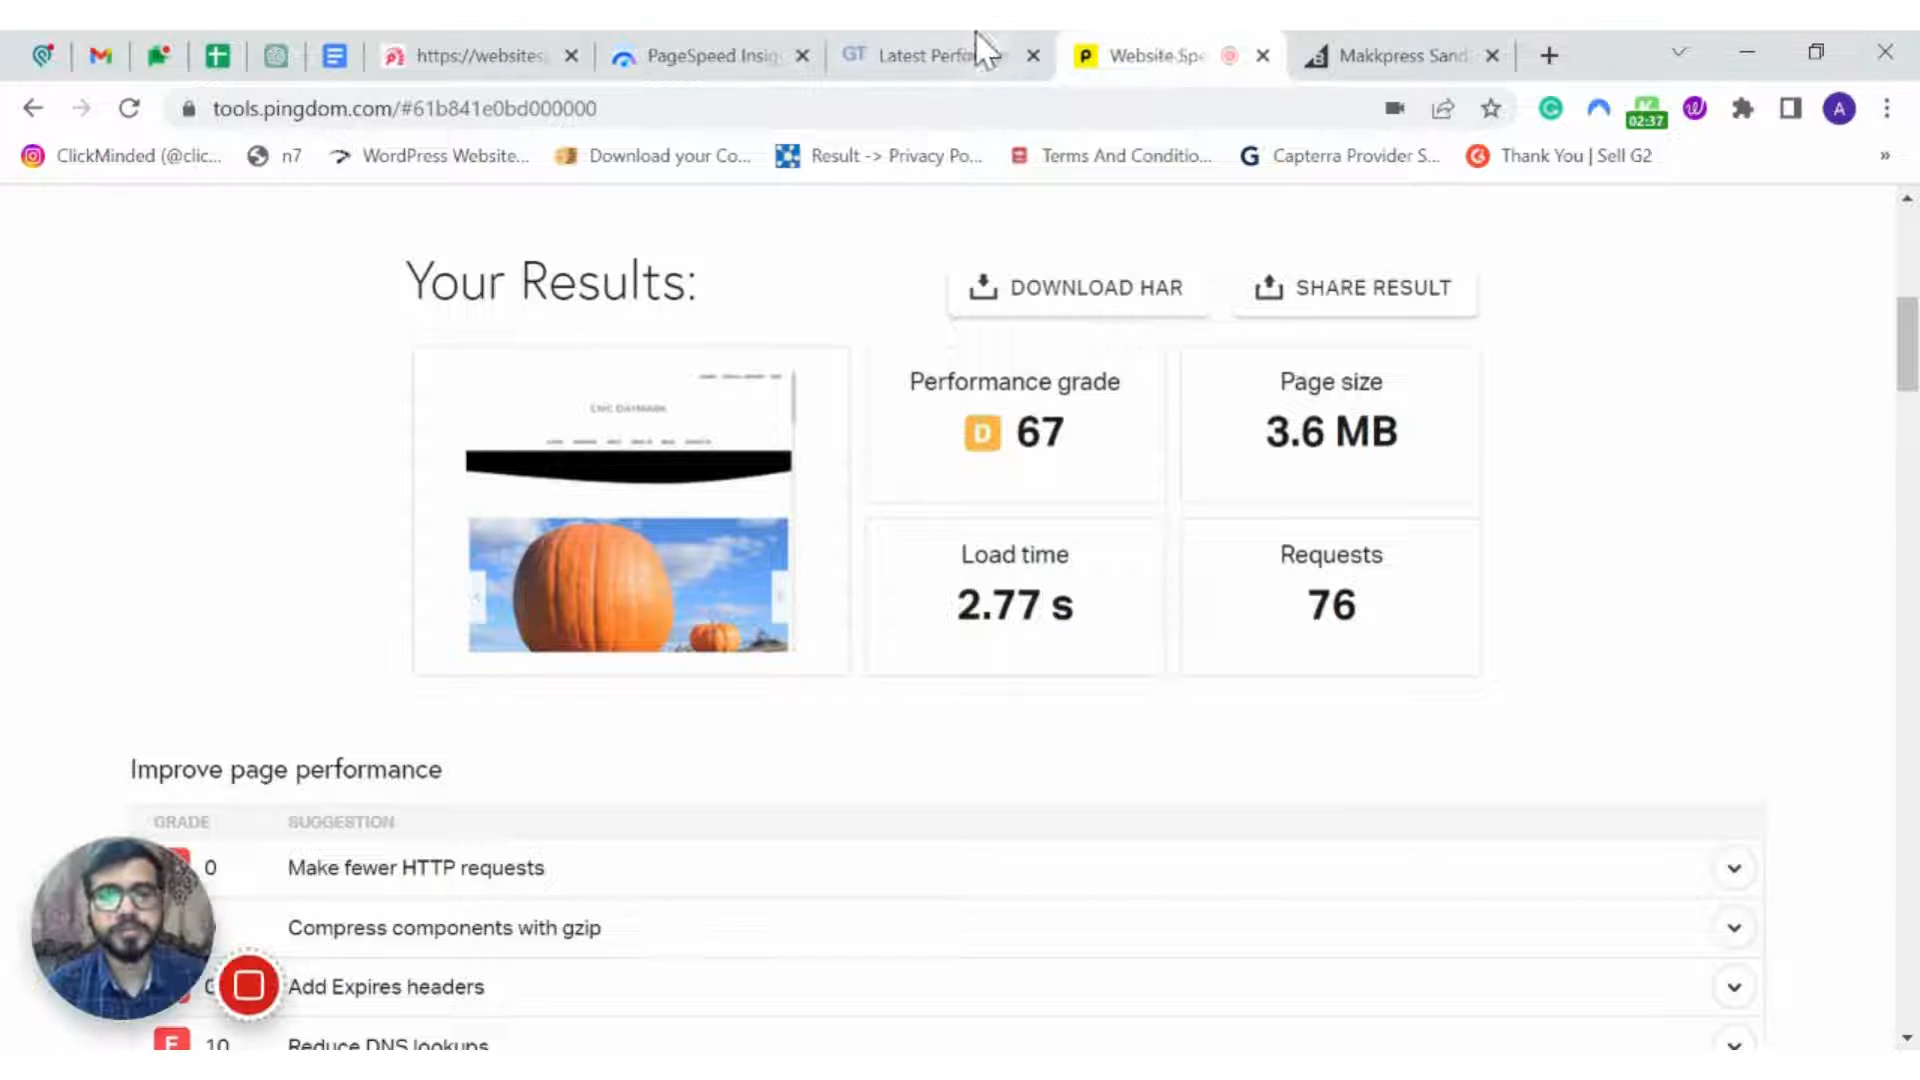 https://websites
PageSpeed Insig
GT Latest Perfo
P Website Spe
Makkpress Sand
tools.pingdom.com/#61b841e0bd000000
02:37
A
ClickMinded (@clic...
n7
WordPress Website...
Download your Co...
Result -> Privacy Po...
Terms And Conditio...
Capterra Provider S...
Thank You | Sell G2
»
Your Results:
DOWNLOAD HAR
SHARE RESULT
Performance grade
D 67
Page size
3.6 MB
Load time
2.77 s
Requests
76
Improve page performance
GRADE SUGGESTION
0 Make fewer HTTP requests
Compress components with gzip
Add Expires headers
F 10 Reduce DNS lookups